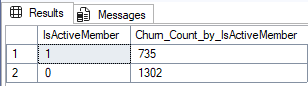 Results Messages
IsActiveMember Churn_Count_by_IsActiveMember
1 1 735
2 0 1302